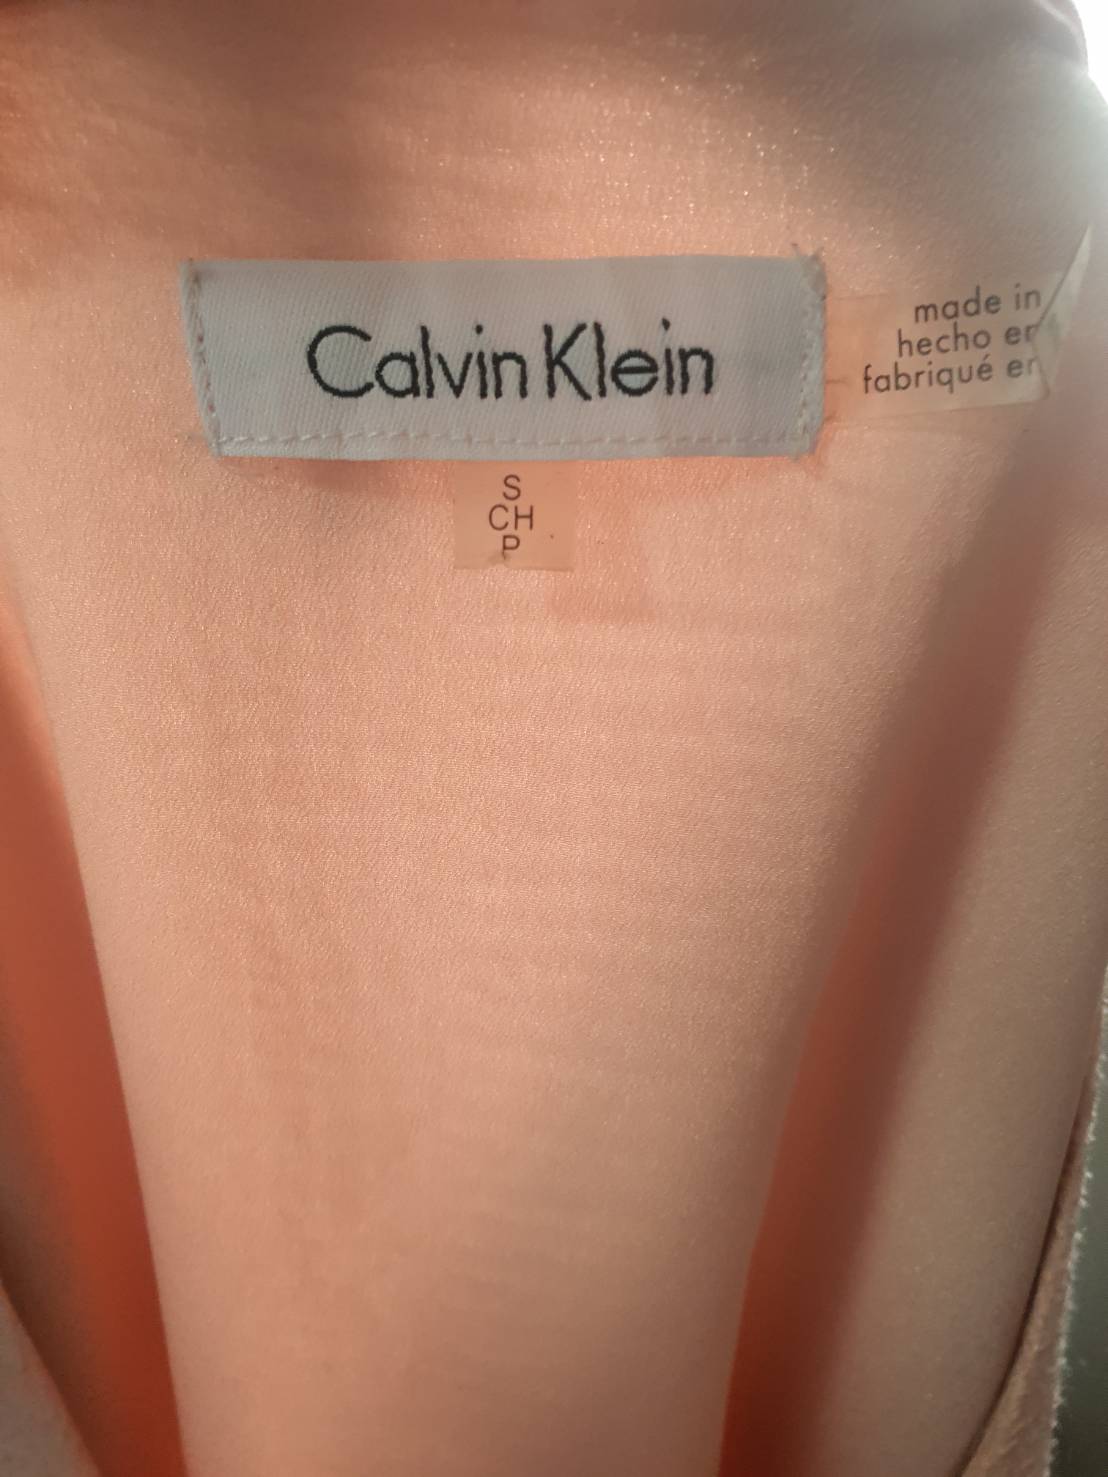 Calvin Klein
made in
hecho en
fabriqué en
S
CH
P